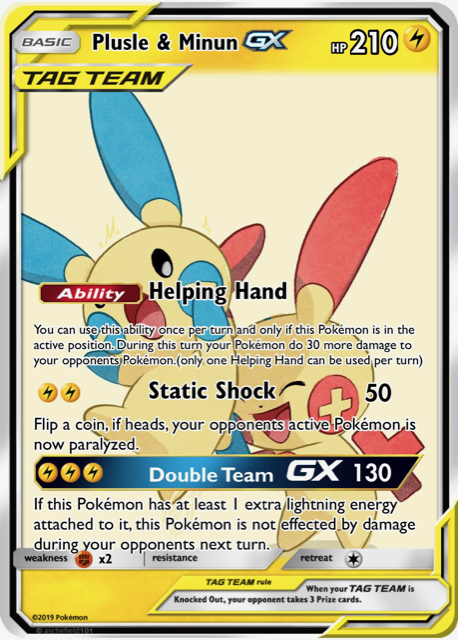 BASIC Plusle & Minun GX HP 210
TAG TEAM
Ability Helping Hand
You can use this ability once per turn and only if this Pokémon is in the
active position. During this turn your Pokémon do 30 more damage to
your opponents Pokémon.(only one Helping Hand can be used per turn)
Static Shock 50
Flip a coin, if heads, your opponents active Pokémon is
now paralyzed.
Double Team GX 130
If this Pokémon has at least 1 extra lightning energy
attached to it, this Pokémon is not effected by damage
during your opponents next turn.
weakness x2 resistance retreat
TAG TEAM rule When your TAG TEAM is
Knocked Out, your opponent takes 3 Prize cards.
©2019 Pokémon